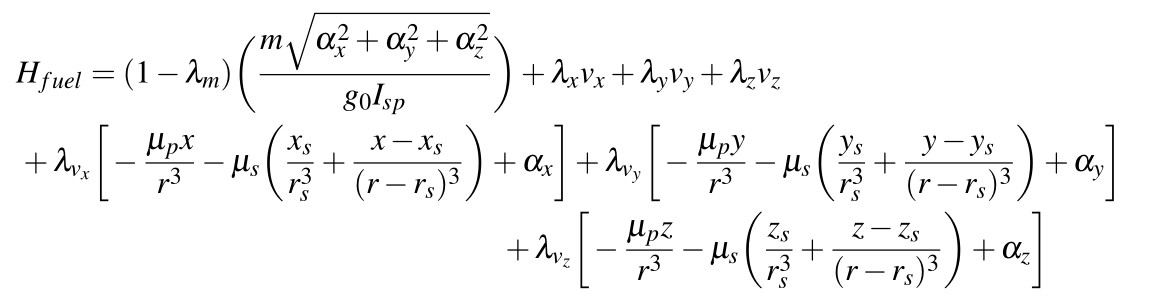 $H_{fuel} = (1 - \lambda_m)\left(\frac{m\sqrt{\alpha_x^2 + \alpha_y^2 + \alpha_z^2}}{g_0 I_{sp}}\right) + \lambda_x v_x + \lambda_y v_y + \lambda_z v_z$
$+ \lambda_{v_x}\left[-\frac{\mu_p x}{r^3} - \mu_s\left(\frac{x_s}{r_s^3} + \frac{x - x_s}{(r - r_s)^3}\right) + \alpha_x\right] + \lambda_{v_y}\left[-\frac{\mu_p y}{r^3} - \mu_s\left(\frac{y_s}{r_s^3} + \frac{y - y_s}{(r - r_s)^3}\right) + \alpha_y\right]$
$+ \lambda_{v_z}\left[-\frac{\mu_p z}{r^3} - \mu_s\left(\frac{z_s}{r_s^3} + \frac{z - z_s}{(r - r_s)^3}\right) + \alpha_z\right]$